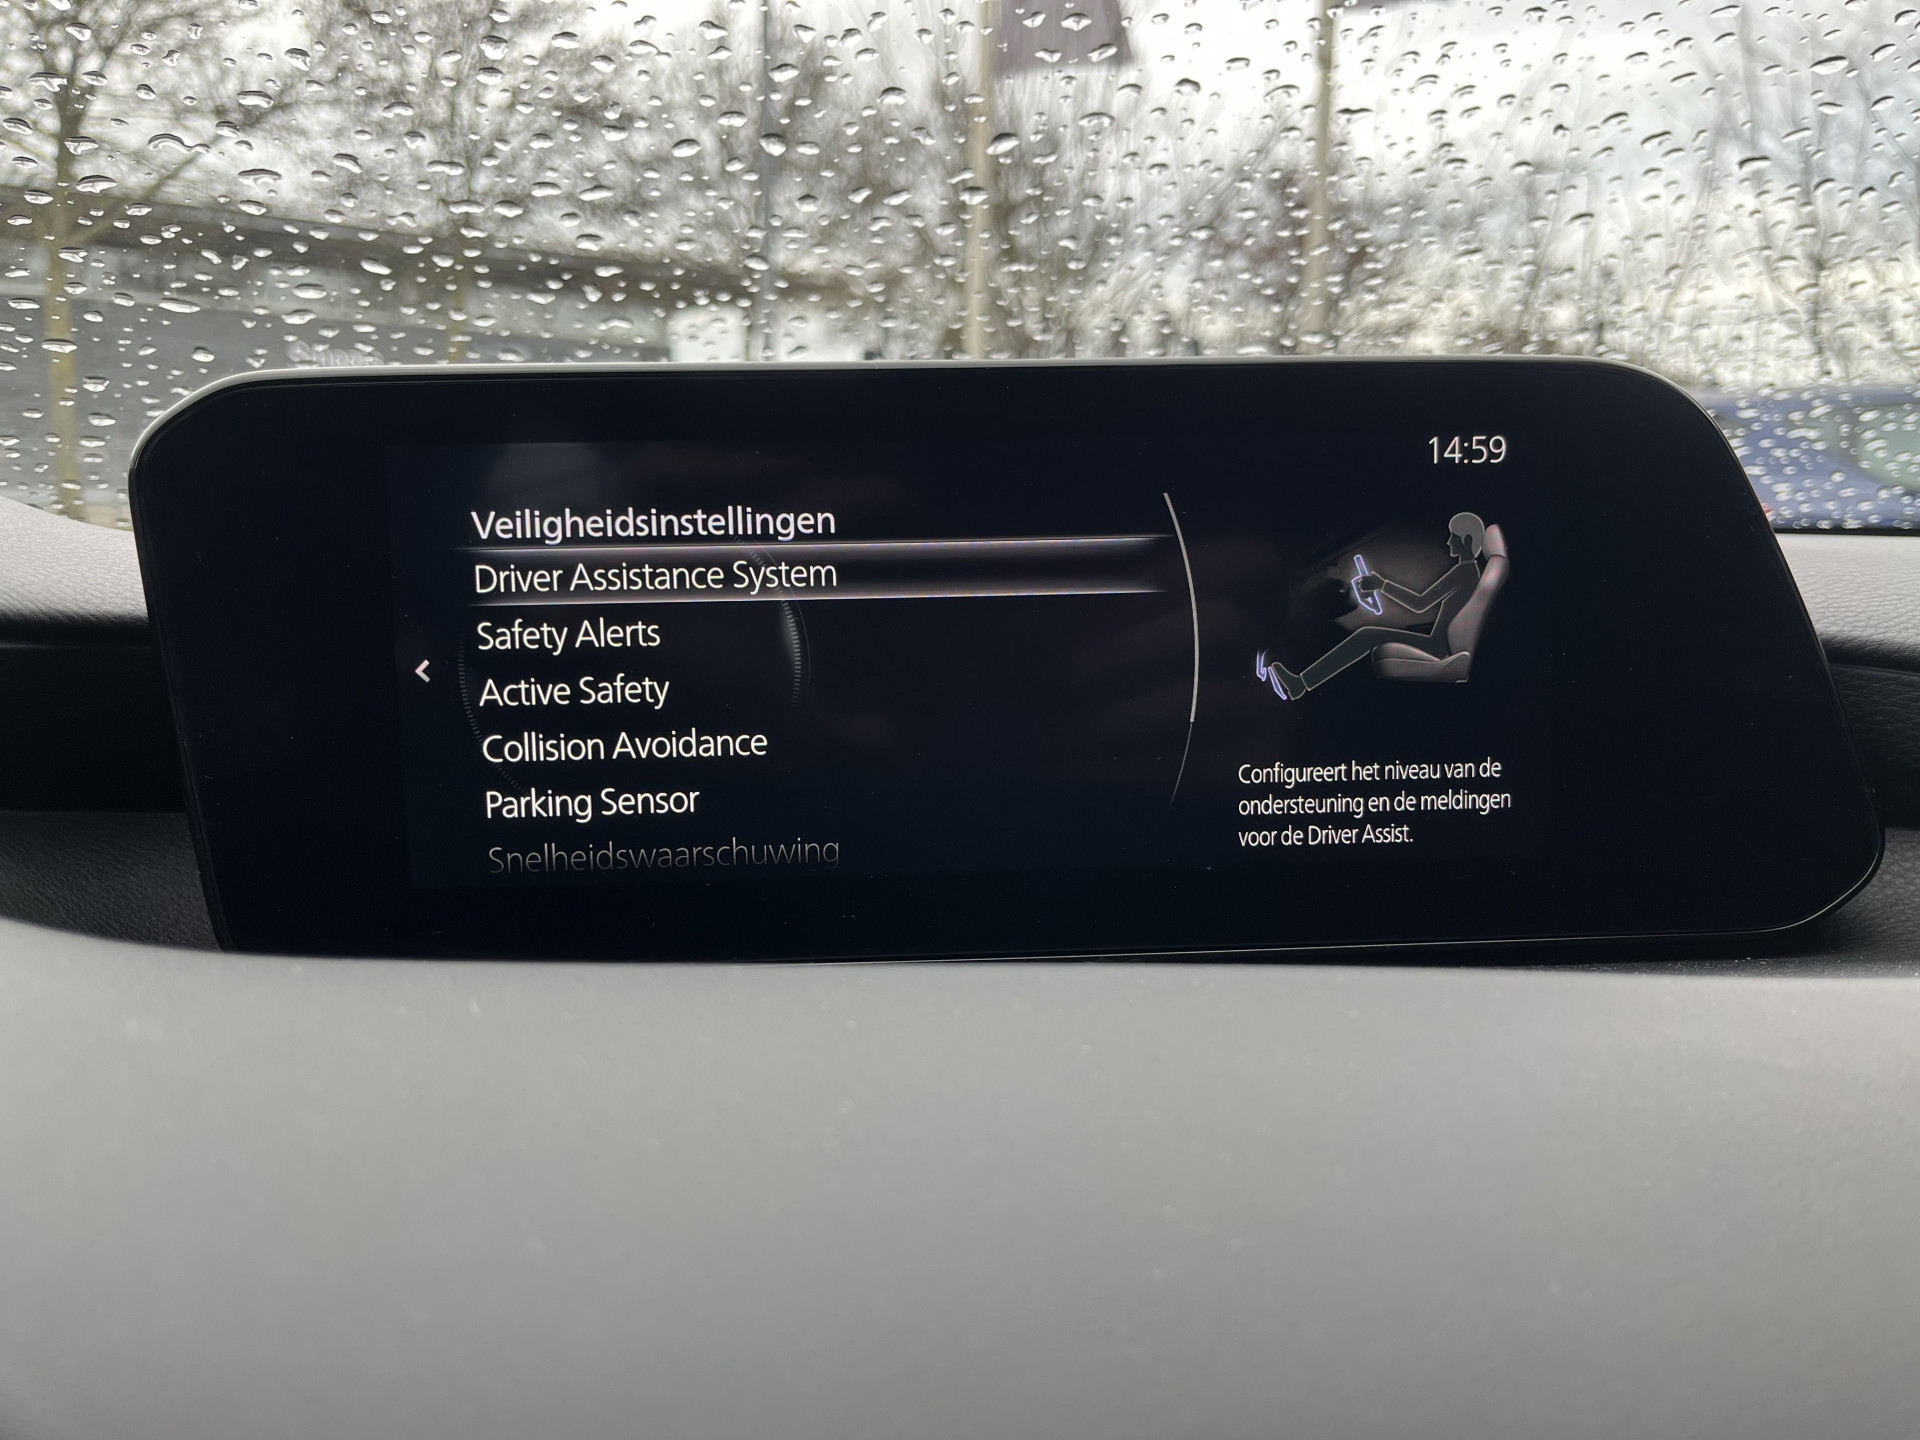 14:59
Veiligheidsinstellingen
Driver Assistance System
Safety Alerts
Active Safety
Collision Avoidance
Parking Sensor
Snelheidswaarschuwing
Configureert het niveau van de
ondersteuning en de meldingen
voor de Driver Assist.